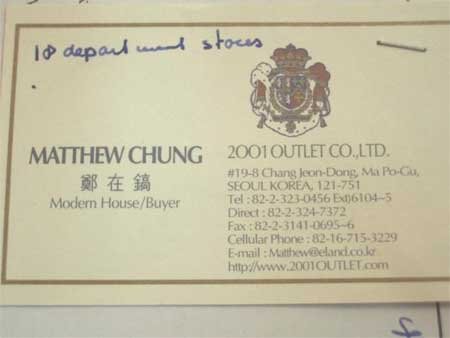 18 department stores
MATTHEW CHUNG
鄭在鎬
Modern House/Buyer
2001 OUTLET CO.,LTD.
#19-8 Chang Jeon-Dong, Ma Po-Gu,
SEOUL KOREA, 121-751
Tel : 82-2-323-0456 Ext)6104~5
Direct : 82-2-324-7372
Fax : 82-2-3141-0695~6
Cellular Phone : 82-16-715-3229
E-mail : Matthew@eland.co.kr
http://www.2001OUTLET.com